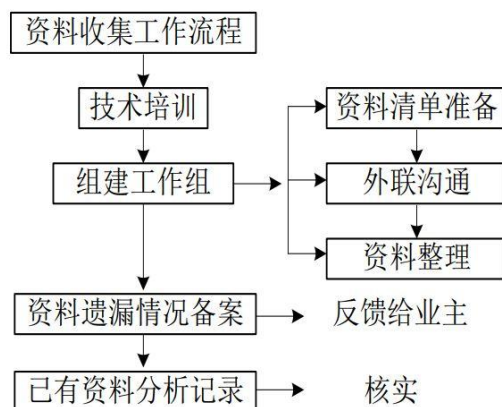 资料收集工作流程
技术培训
资料清单准备
组建工作组
外联沟通
资料整理
资料遗漏情况备案
反馈给业主
已有资料分析记录
核实